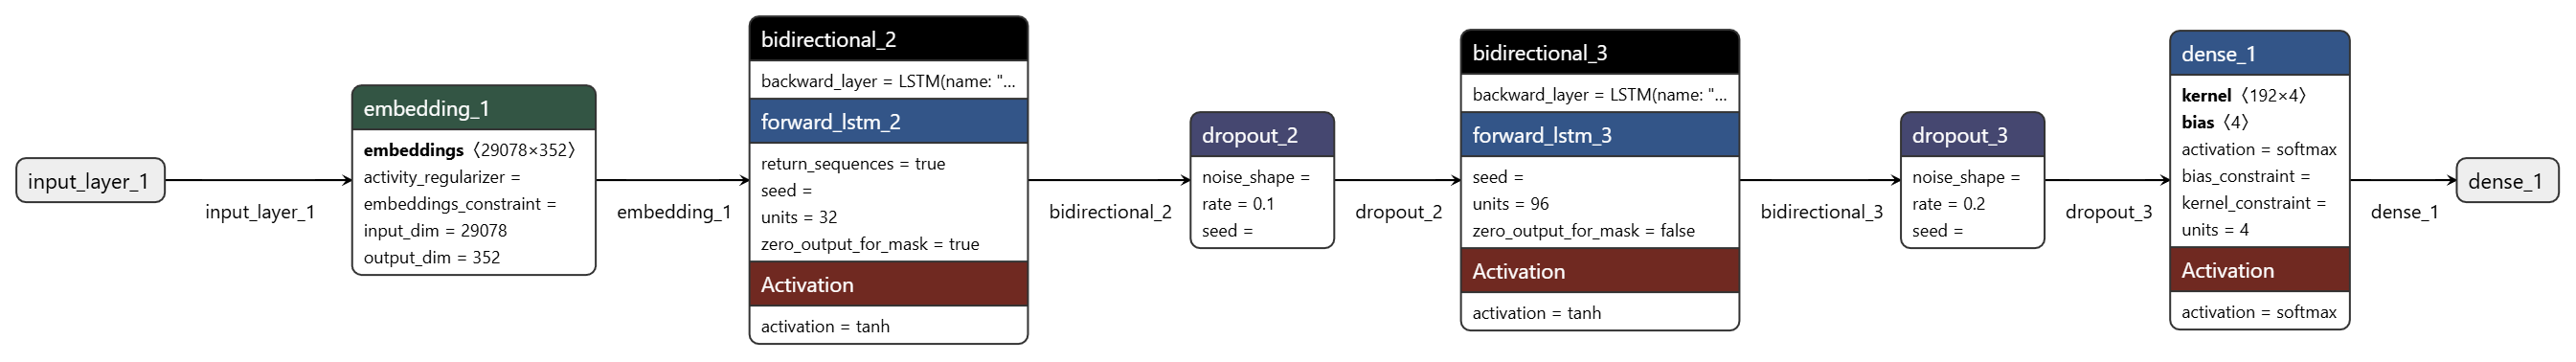 input_layer_1
input_layer_1
embedding_1
embeddings〈29078×352〉
activity_regularizer =
embeddings_constraint =
input_dim = 29078
output_dim = 352
embedding_1
bidirectional_2
backward_layer = LSTM(name: "...
forward_lstm_2
return_sequences = true
seed =
units = 32
zero_output_for_mask = true
Activation
activation = tanh
bidirectional_2
dropout_2
noise_shape =
rate = 0.1
seed =
dropout_2
bidirectional_3
backward_layer = LSTM(name: "...
forward_lstm_3
seed =
units = 96
zero_output_for_mask = false
Activation
activation = tanh
bidirectional_3
dropout_3
noise_shape =
rate = 0.2
seed =
dropout_3
dense_1
kernel〈192×4〉
bias〈4〉
activation = softmax
bias_constraint =
kernel_constraint =
units = 4
Activation
activation = softmax
dense_1
dense_1